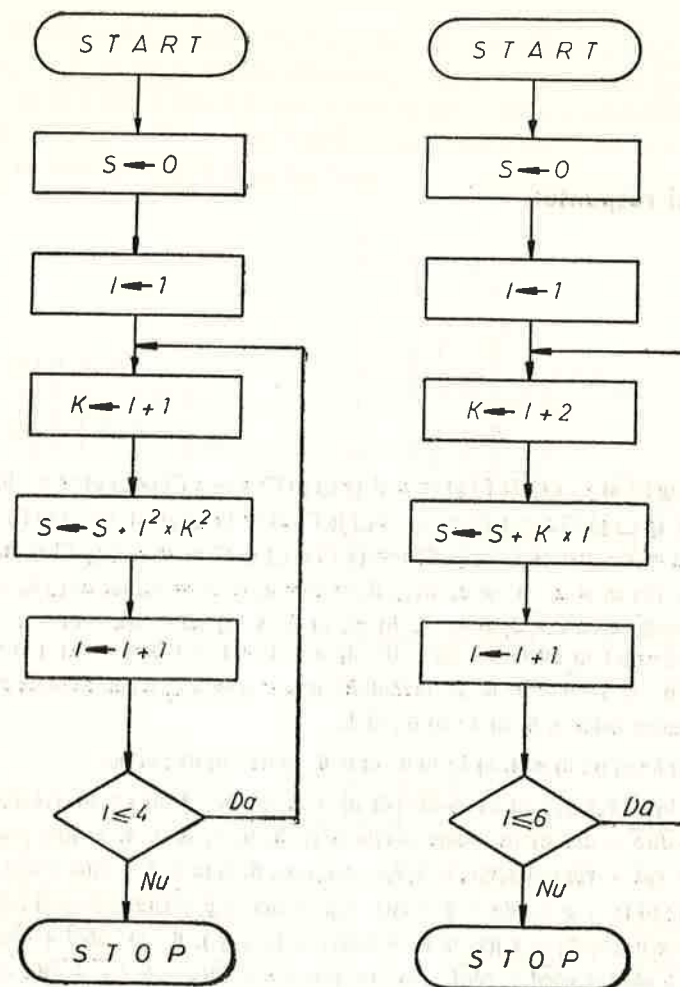 START
S ← 0
I ← 1
K ← I + 1
S ← S + I² × K²
I ← I + 1
I ≤ 4
Da
Nu
STOP
START
S ← 0
I ← 1
K ← I + 2
S ← S + K × I
I ← I + 1
I ≤ 6
Da
Nu
STOP